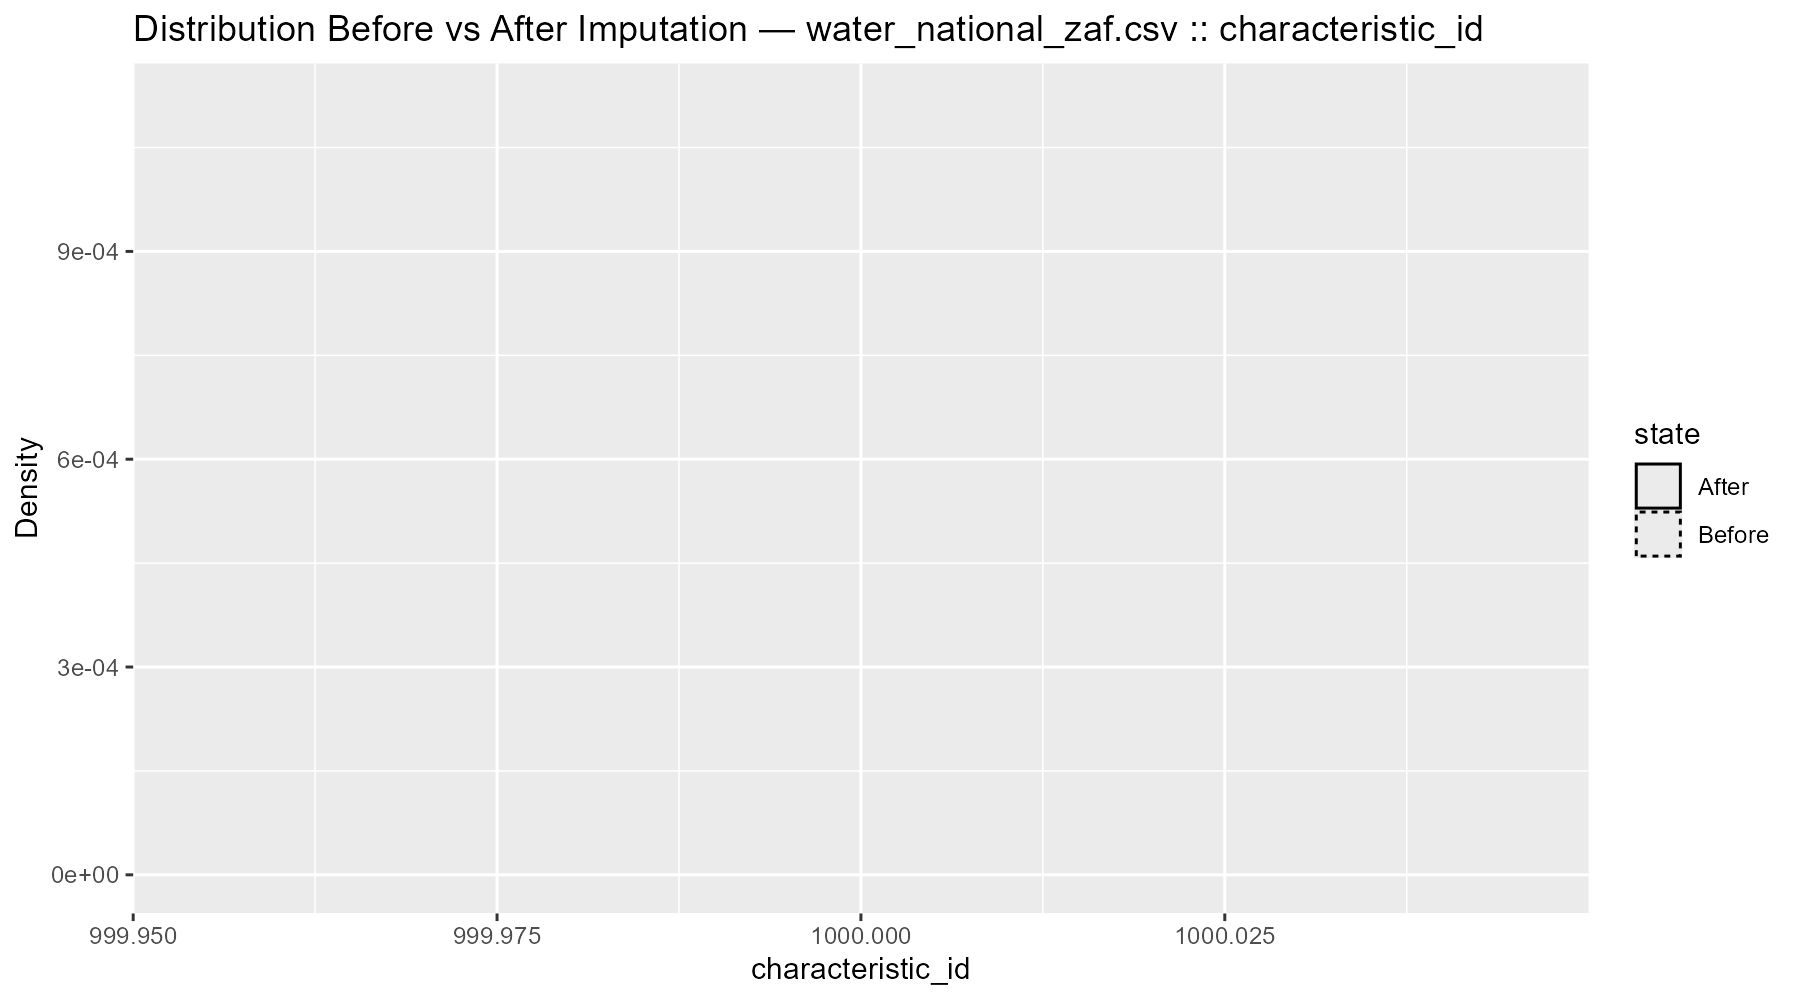 Distribution Before vs After Imputation — water_national_zaf.csv :: characteristic_id
Density
9e-04
6e-04
3e-04
0e+00
999.950
999.975
1000.000
1000.025
characteristic_id
state
After
Before